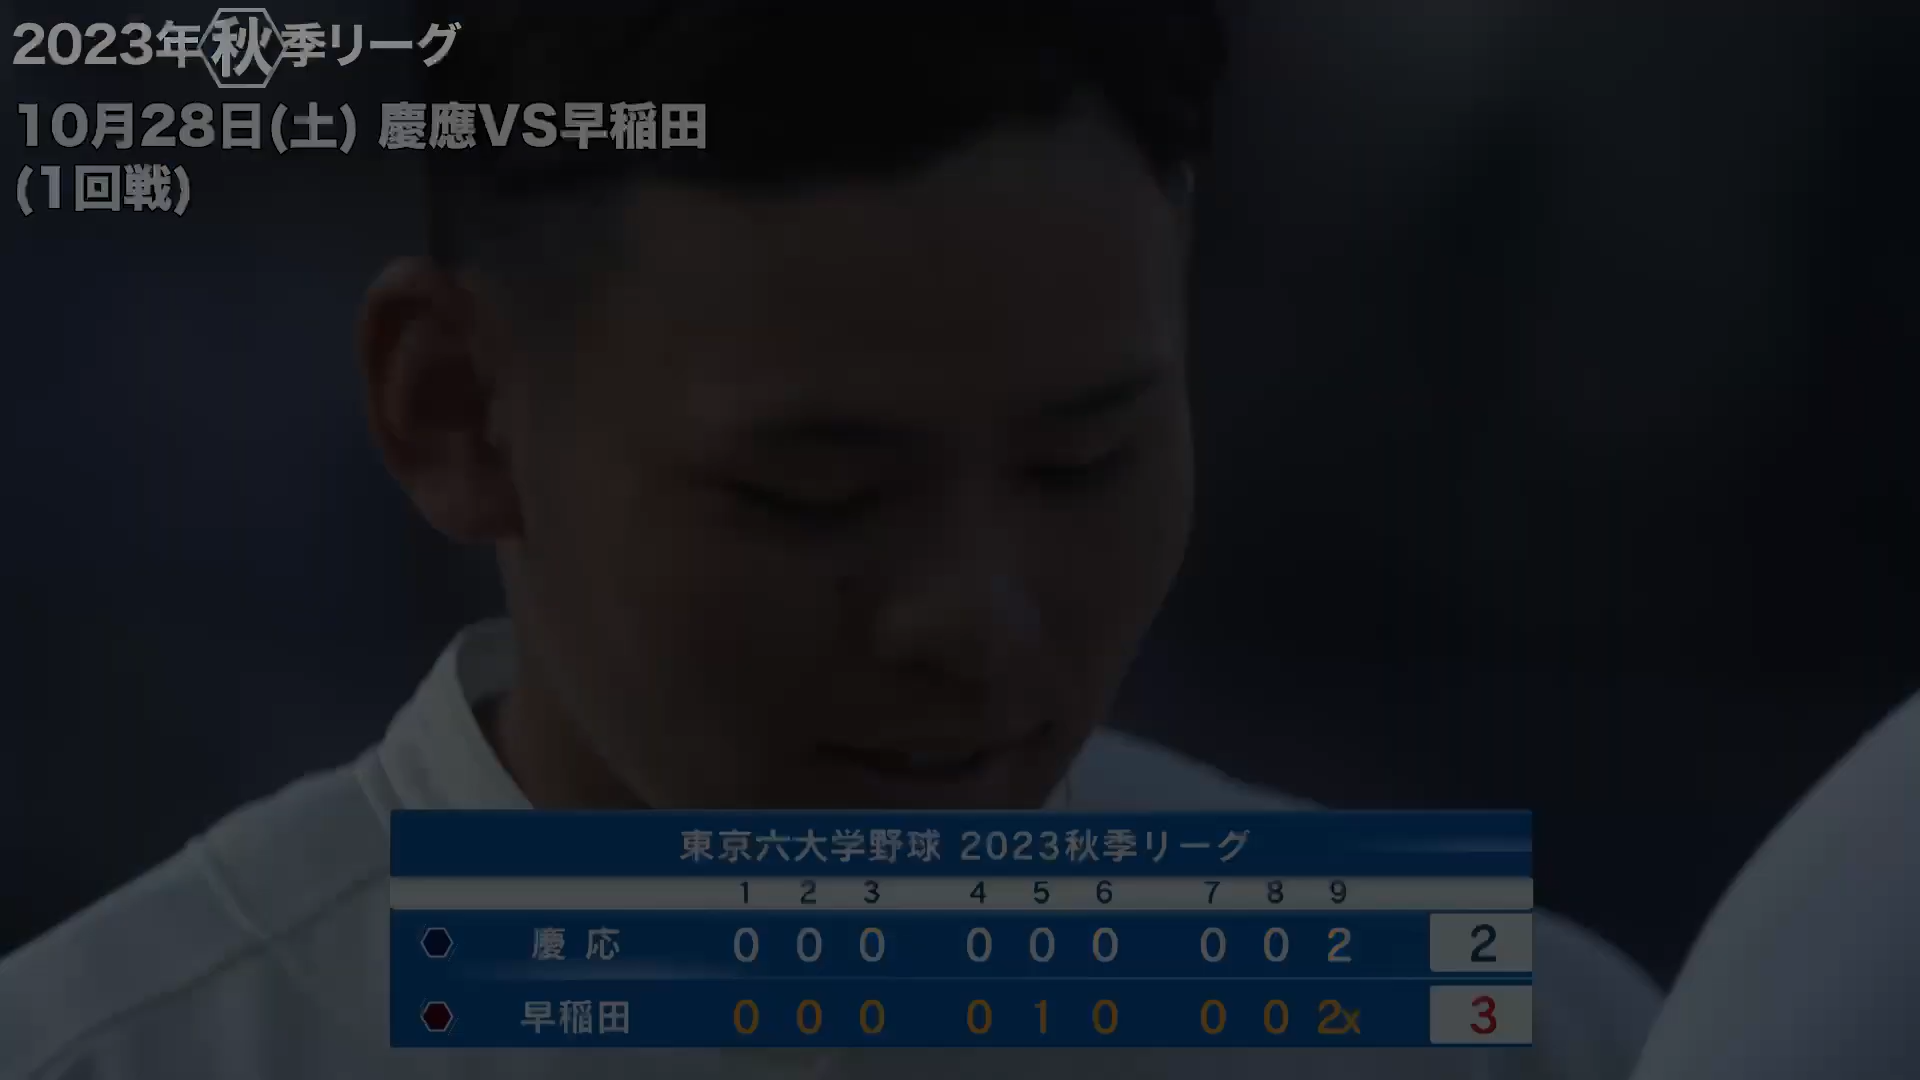 2023年秋季リーグ
10月28日(土) 慶應VS早稲田
(1回戦)
東京六大学野球 2023秋季リーグ
1 2 3 4 5 6 7 8 9
慶応 0 0 0 0 0 0 0 0 2 2
早稲田 0 0 0 0 1 0 0 0 2x 3